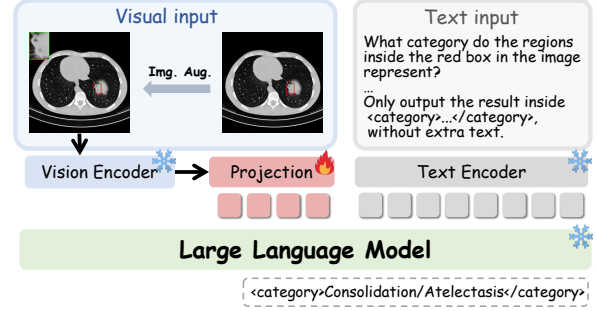 Visual input
Img. Aug.
Text input
What category do the regions
inside the red box in the image
represent?
...
Only output the result inside
<category>...</category>,
without extra text.
Vision Encoder
Projection
Text Encoder
Large Language Model
<category>Consolidation/Atelectasis</category>